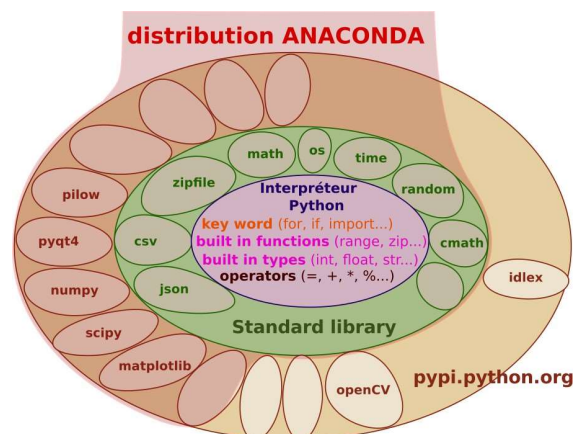 distribution ANACONDA
math
os
time
zipfile
random
pilow
Interpréteur
Python
key word (for, if, import...)
pyqt4
csv
built in functions (range, zip...)
cmath
built in types (int, float, str...)
operators (=, +, *, %...)
idlex
numpy
json
scipy
Standard library
matplotlib
openCV
pypi.python.org